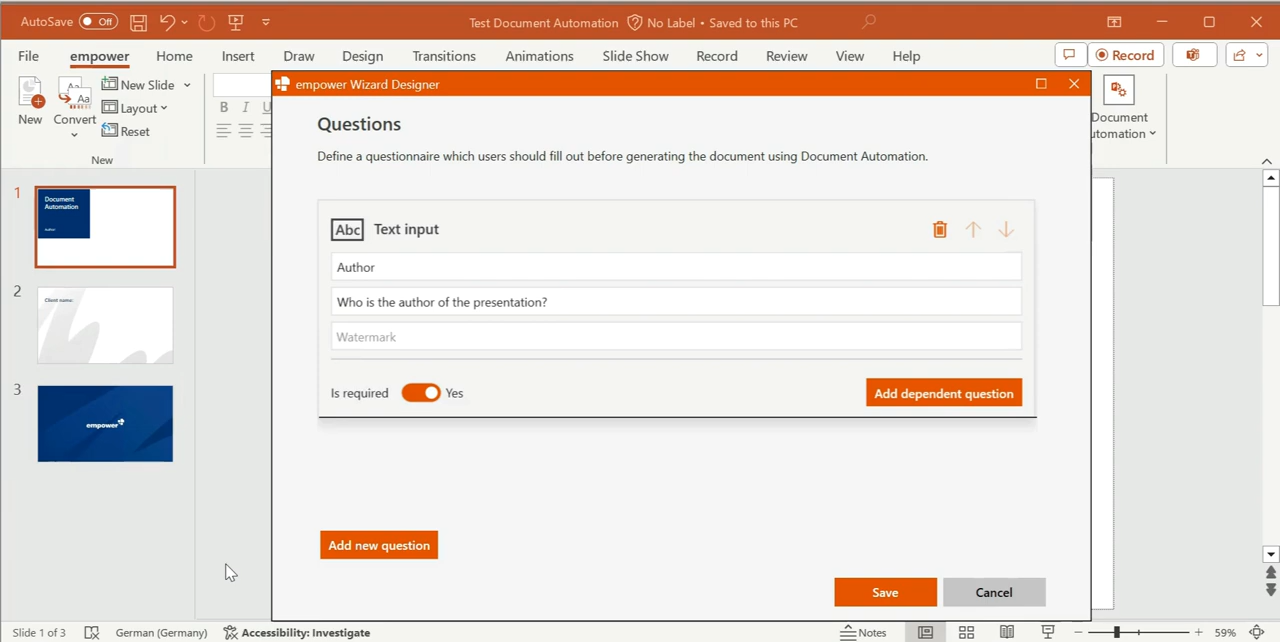 AutoSave Off
Test Document Automation No Label • Saved to this PC
File empower Home Insert Draw Design Transitions Animations Slide Show Record Review View Help Record
New
Convert
New Slide
Layout
Reset
New
B I U
Document
utomation
empower Wizard Designer
Questions
Define a questionnaire which users should fill out before generating the document using Document Automation.
Abc Text input
Author
Who is the author of the presentation?
Watermark
Is required Yes
Add dependent question
Add new question
Save Cancel
1
Document
Automation
Author
2
Client name:
3
empower
Slide 1 of 3 German (Germany) Accessibility: Investigate Notes 59%